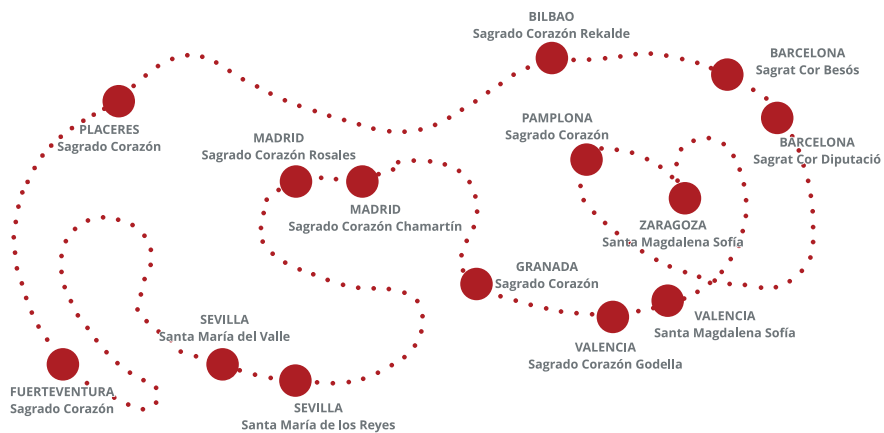 BILBAO
Sagrado Corazón Rekalde
BARCELONA
Sagrat Cor Besós
PLACERES
Sagrado Corazón
MADRID
Sagrado Corazón Rosales
PAMPLONA
Sagrado Corazón
BARCELONA
Sagrat Cor Diputació
MADRID
Sagrado Corazón Chamartín
ZARAGOZA
Santa Magdalena Sofía
GRANADA
Sagrado Corazón
SEVILLA
Santa María del Valle
VALENCIA
Santa Magdalena Sofía
VALENCIA
Sagrado Corazón Godella
FUERTEVENTURA
Sagrado Corazón
SEVILLA
Santa María de los Reyes